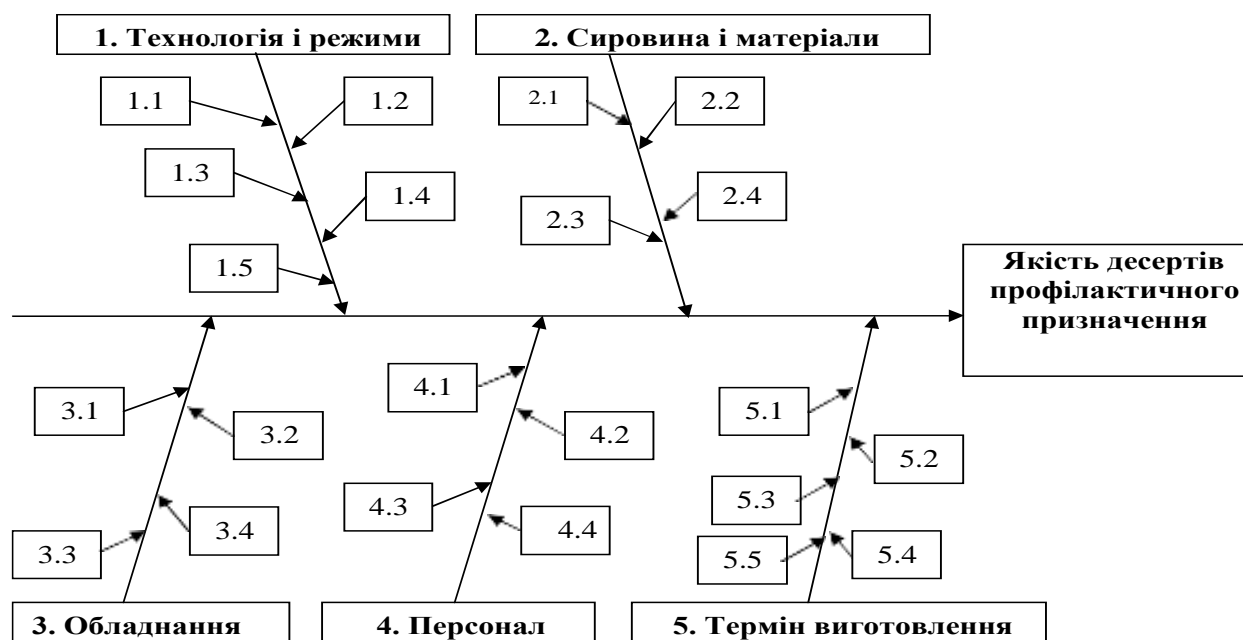 1. Технологія і режими
2. Сировина і матеріали
1.1
1.2
2.1
2.2
1.3
1.4
2.3
2.4
1.5
Якість десертів
профілактичного
призначення
3.1
3.2
4.1
4.2
5.1
5.2
3.3
3.4
4.3
4.4
5.3
5.4
5.5
3. Обладнання
4. Персонал
5. Термін виготовлення